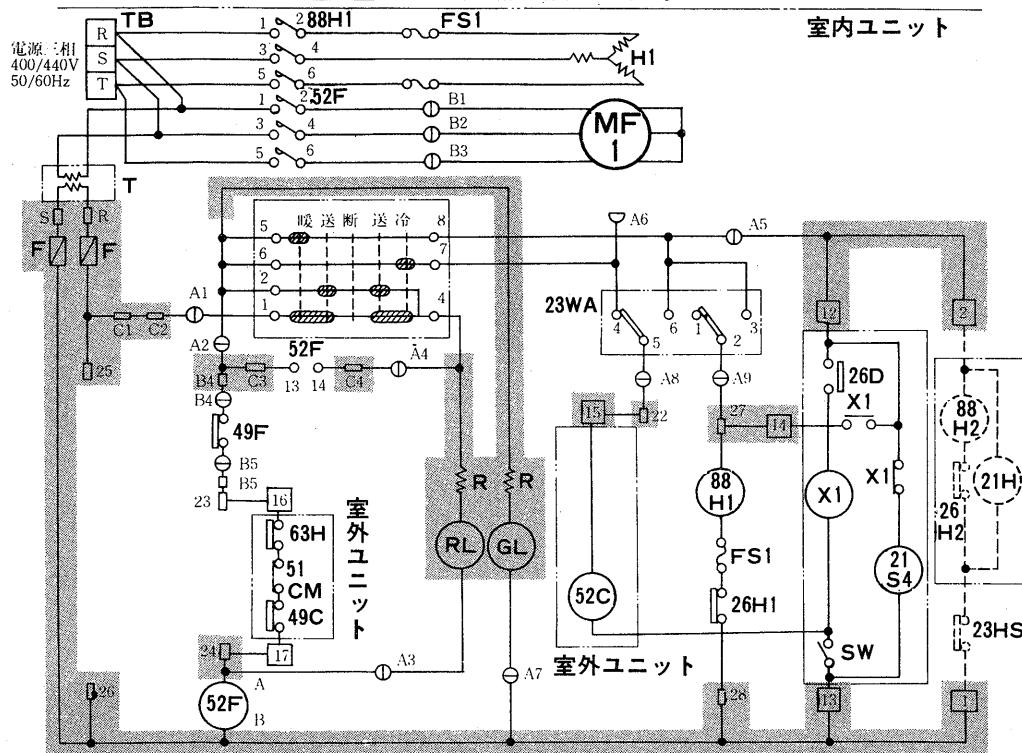 TB
1 2 88H1 FS1
室内ユニット
R
電源三相
400/440V
50/60Hz
S
3 4
H1
T
5 6
1 2 52F B1
3 4 B2
MF
1
5 6 B3
T
S R
F F
暖 送 断 送 冷
5 8
6 7
2
1 4
A6
A5
23WA
4 5 6 1 2 3
12 2
C1 C2 A1
A2
52F
C3 13 14 C4 A4
25
B4
B4
49F
B5
B5
23 16
A8 A9
15 22
27 14
26D
X1
88
H2
21H
26
H2
63H
51
CM
49C
17
室外ユニット
R R
RL GL
88
H1
X1
X1
FS1
52C
26H1
21
S4
23HS
24
A A3
A7
室外ユニット
SW
26
52F
B
28 13 1